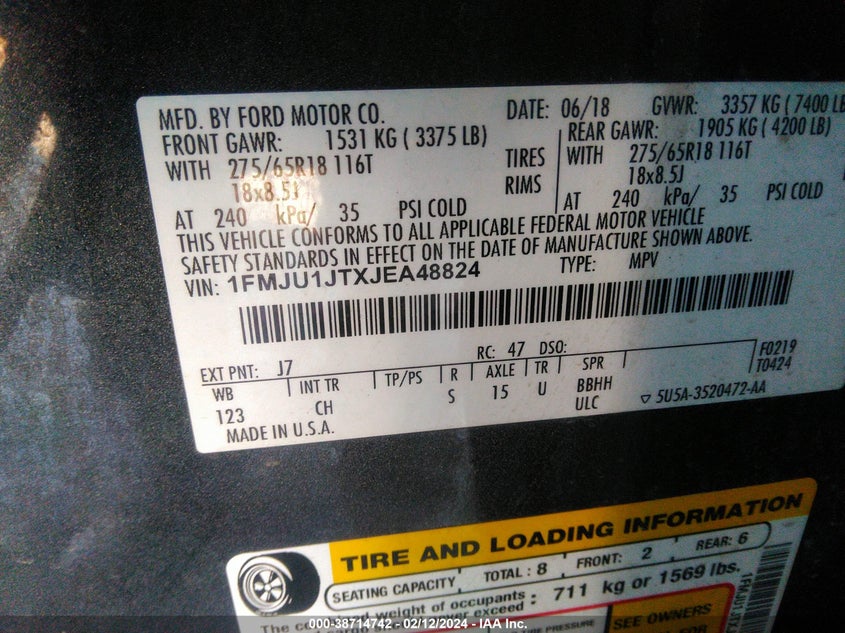 MFD. BY FORD MOTOR CO. DATE: 06/18 GVWR: 3357 KG ( 7400 LB
FRONT GAWR: 1531 KG ( 3375 LB) REAR GAWR: 1905 KG ( 4200 LB)
WITH 275/65R18 116T TIRES WITH 275/65R18 116T
18x8.5J RIMS 18x8.5J
AT 240 kPa/ 35 PSI COLD AT 240 kPa/ 35 PSI COLD
THIS VEHICLE CONFORMS TO ALL APPLICABLE FEDERAL MOTOR VEHICLE
SAFETY STANDARDS IN EFFECT ON THE DATE OF MANUFACTURE SHOWN ABOVE.
VIN: 1FMJU1JTXJEA48824 TYPE: MPV
EXT PNT: J7 RC: 47 DSO: F0219
T0424
WB INT TR TP/PS R AXLE TR SPR
123 CH S 15 U BBHH
ULC
▽ 5U5A-3520472-AA
MADE IN U.S.A.
TIRE AND LOADING INFORMATION
SEATING CAPACITY TOTAL : 8 FRONT: 2 REAR: 6
weight of occupants : 711 kg or 1569 lbs.
exceed
TIRE PRESSURE
SEE OWNERS
000-38714742 - 02/12/2024 - IAA Inc.